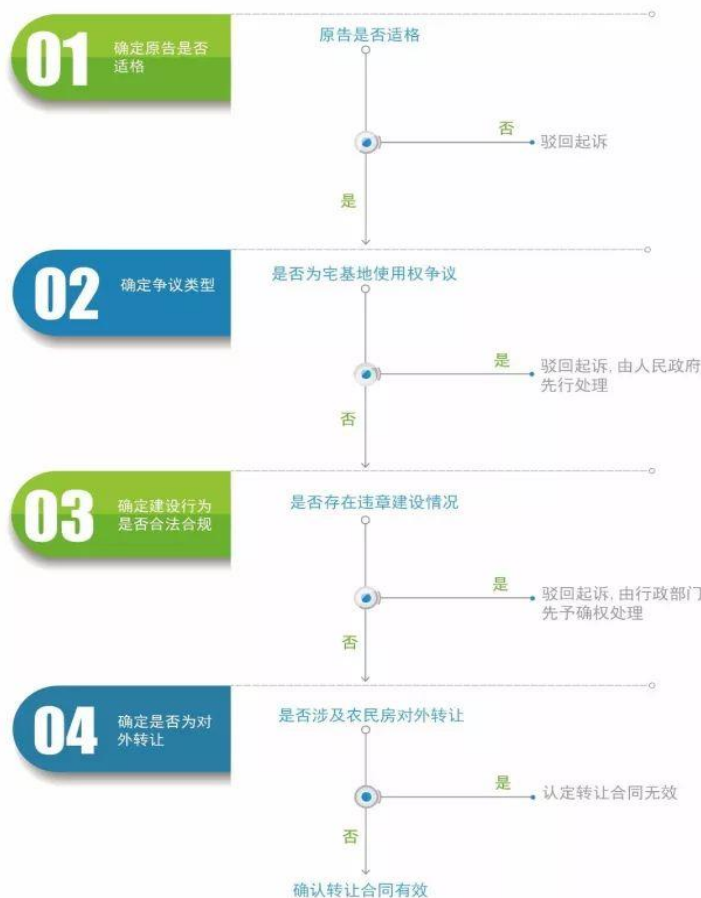 01
确定原告是否
适格
原告是否适格
否
驳回起诉
是
02
确定争议类型
是否为宅基地使用权争议
是
驳回起诉, 由人民政府
先行处理
否
03
确定建设行为
是否合法合规
是否存在违章建设情况
是
驳回起诉, 由行政部门
先予确权处理
否
04
确定是否为对
外转让
是否涉及农民房对外转让
是
认定转让合同无效
否
确认转让合同有效